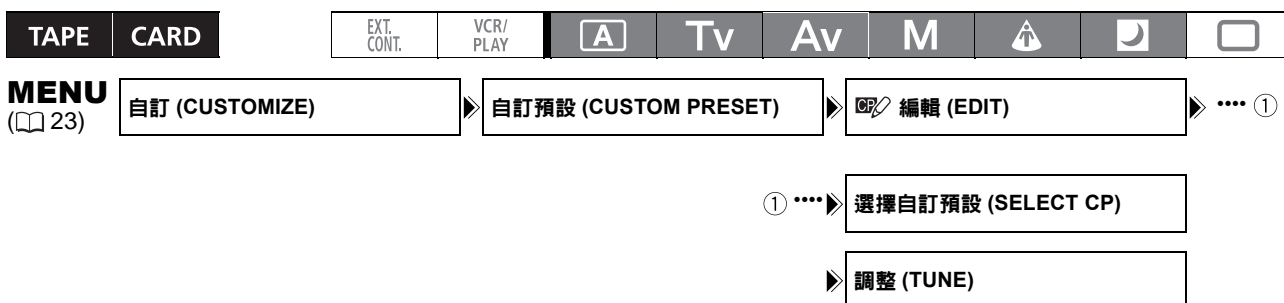 TAPE CARD EXT. CONT. VCR/ PLAY A Tv Av M
MENU
( 23)
自訂 (CUSTOMIZE) 自訂預設 (CUSTOM PRESET) CP 編輯 (EDIT) •••• ①
① •••• 選擇自訂預設 (SELECT CP)
調整 (TUNE)